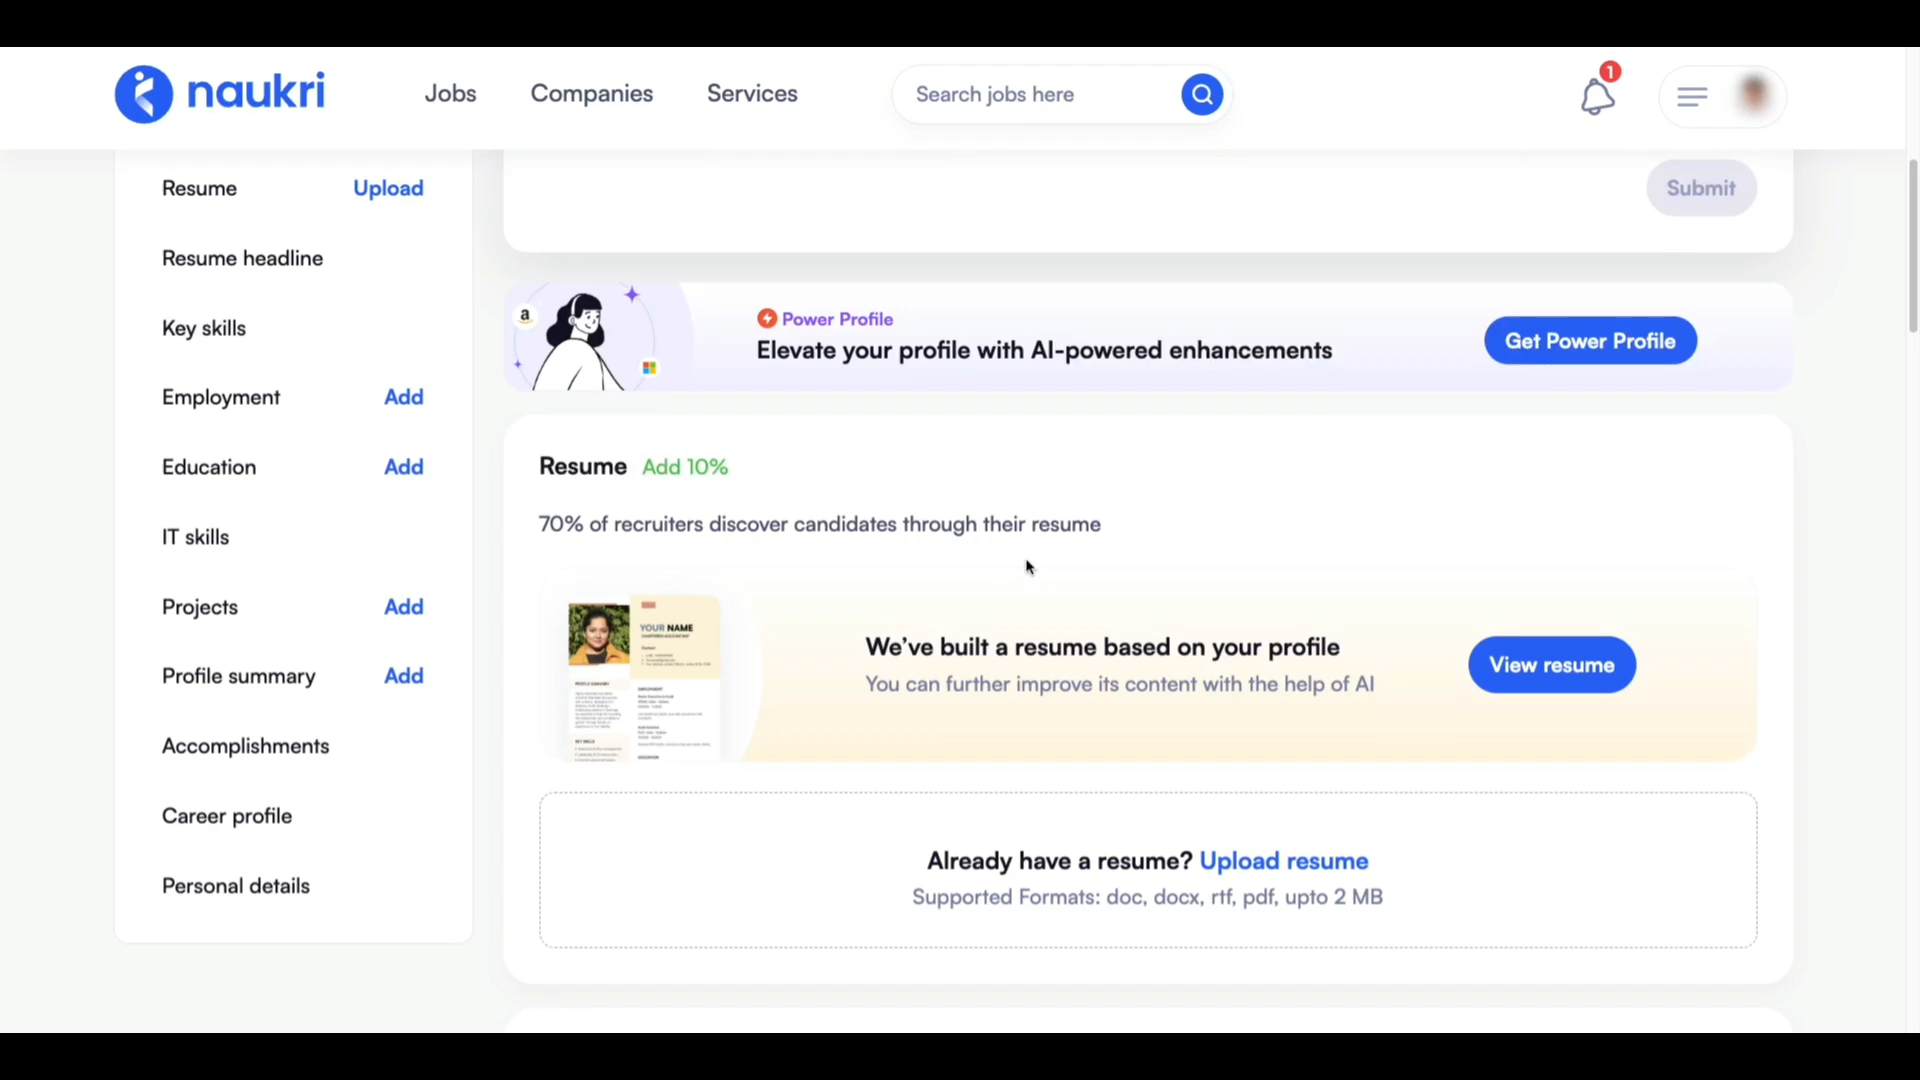 naukri
Jobs
Companies
Services
Search jobs here
1
Resume
Upload
Resume headline
Key skills
Employment
Add
Education
Add
IT skills
Projects
Add
Profile summary
Add
Accomplishments
Career profile
Personal details
Submit
a
Power Profile
Elevate your profile with AI-powered enhancements
Get Power Profile
Resume Add 10%
70% of recruiters discover candidates through their resume
YOUR NAME
We’ve built a resume based on your profile
You can further improve its content with the help of AI
View resume
Already have a resume? Upload resume
Supported Formats: doc, docx, rtf, pdf, upto 2 MB